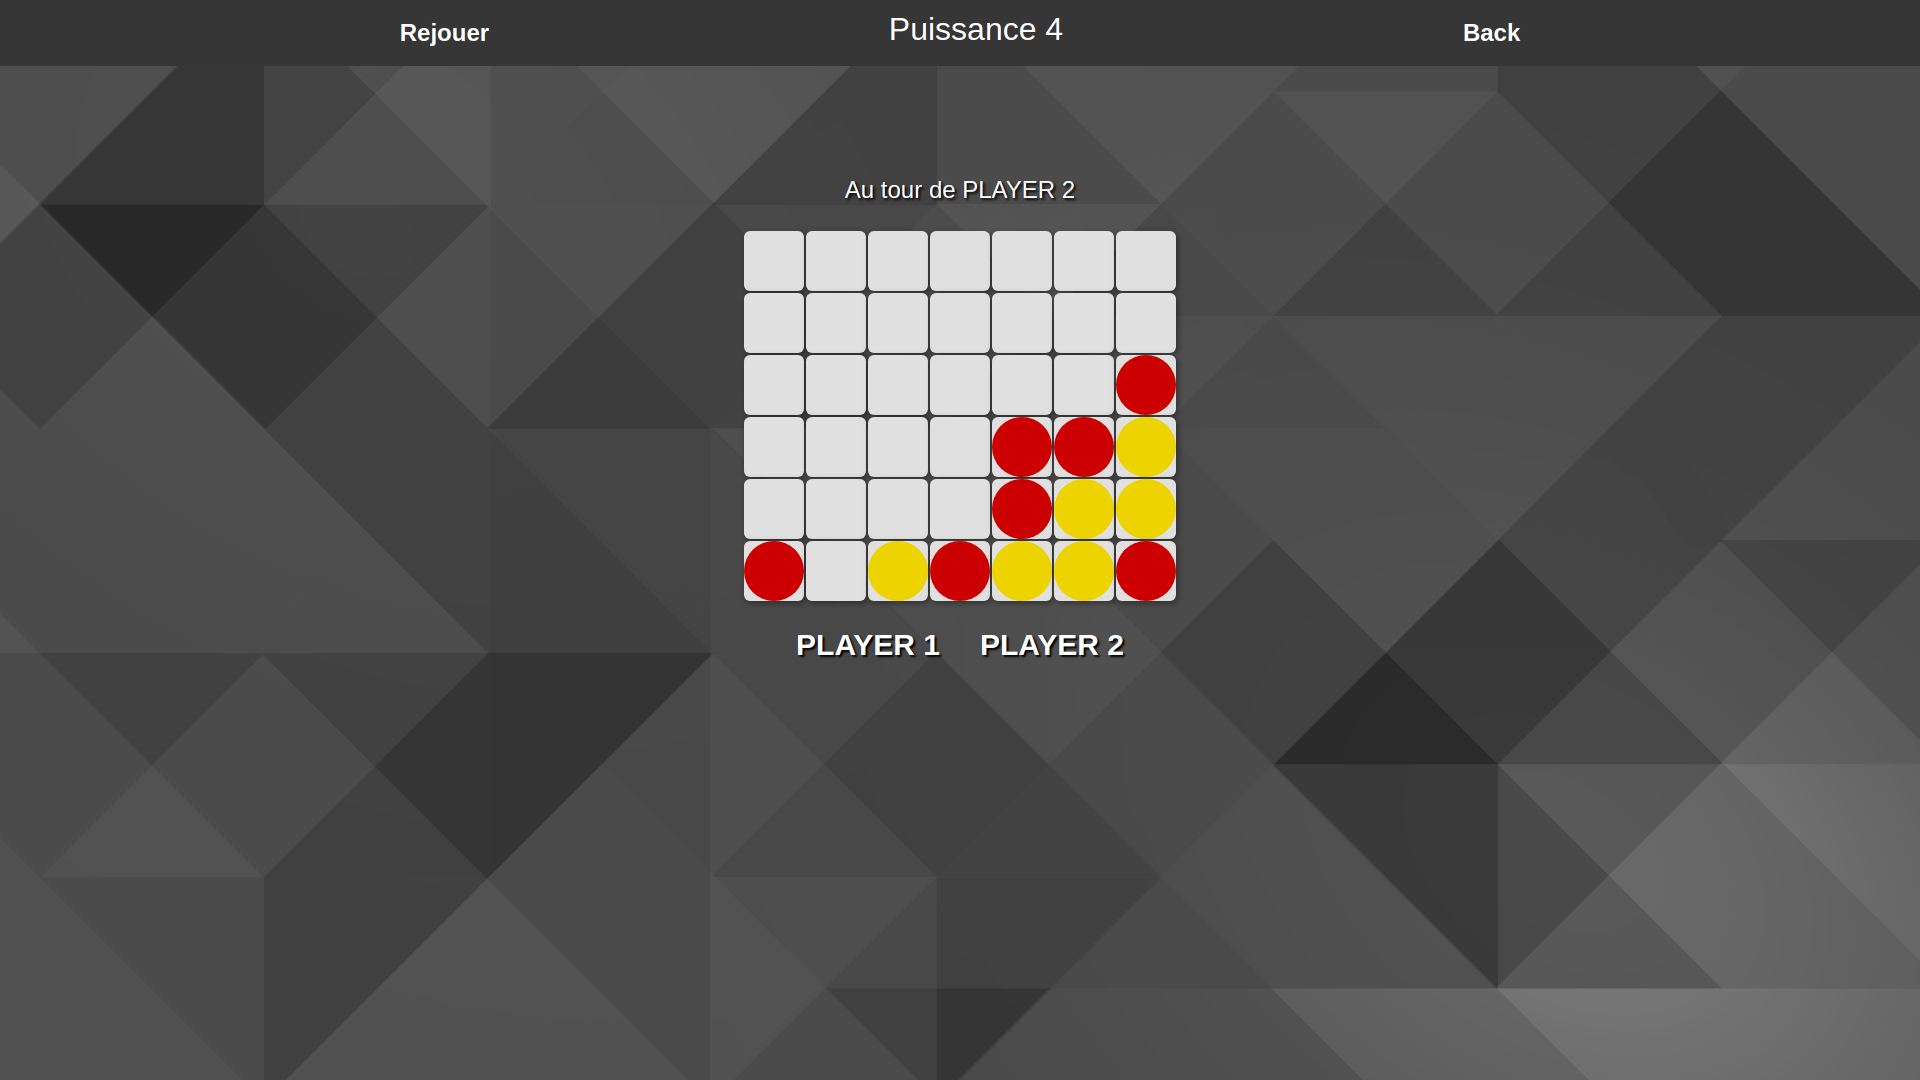 Rejouer
Puissance 4
Back
Au tour de PLAYER 2
PLAYER 1
PLAYER 2